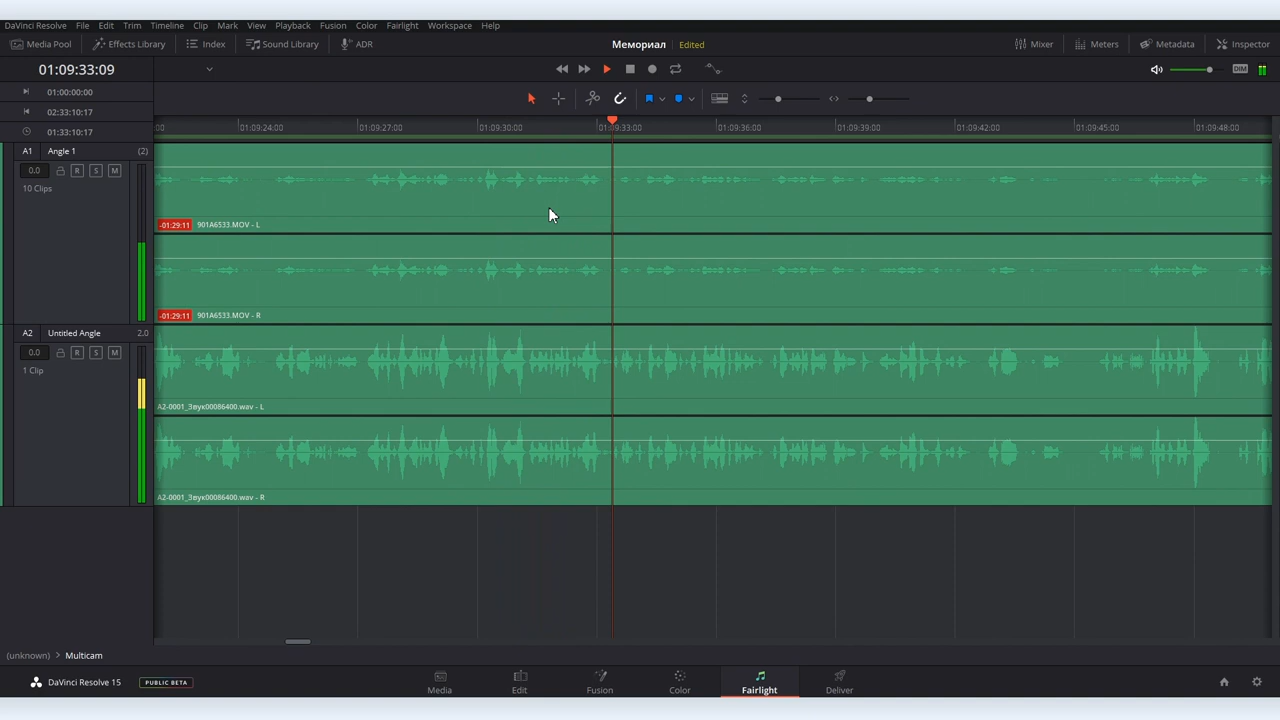 DaVinci Resolve File Edit Trim Timeline Clip Mark View Playback Fusion Color Fairlight Workspace Help
Media Pool Effects Library Index Sound Library ADR Мемориал Edited Mixer Meters Metadata Inspector
01:09:33:09 DIM
01:00:00:00
02:33:10:17
01:33:10:17
:00 01:09:24:00 01:09:27:00 01:09:30:00 01:09:33:00 01:09:36:00 01:09:39:00 01:09:42:00 01:09:45:00 01:09:48:00
A1 Angle 1 (2)
0.0 R S M
10 Clips
-01:29:11 901A6533.MOV - L
-01:29:11 901A6533.MOV - R
A2 Untitled Angle 2.0
0.0 R S M
1 Clip
A2-0001_Звук00086400.wav - L
A2-0001_Звук00086400.wav - R
(unknown) > Multicam
DaVinci Resolve 15 PUBLIC BETA Media Edit Fusion Color Fairlight Deliver